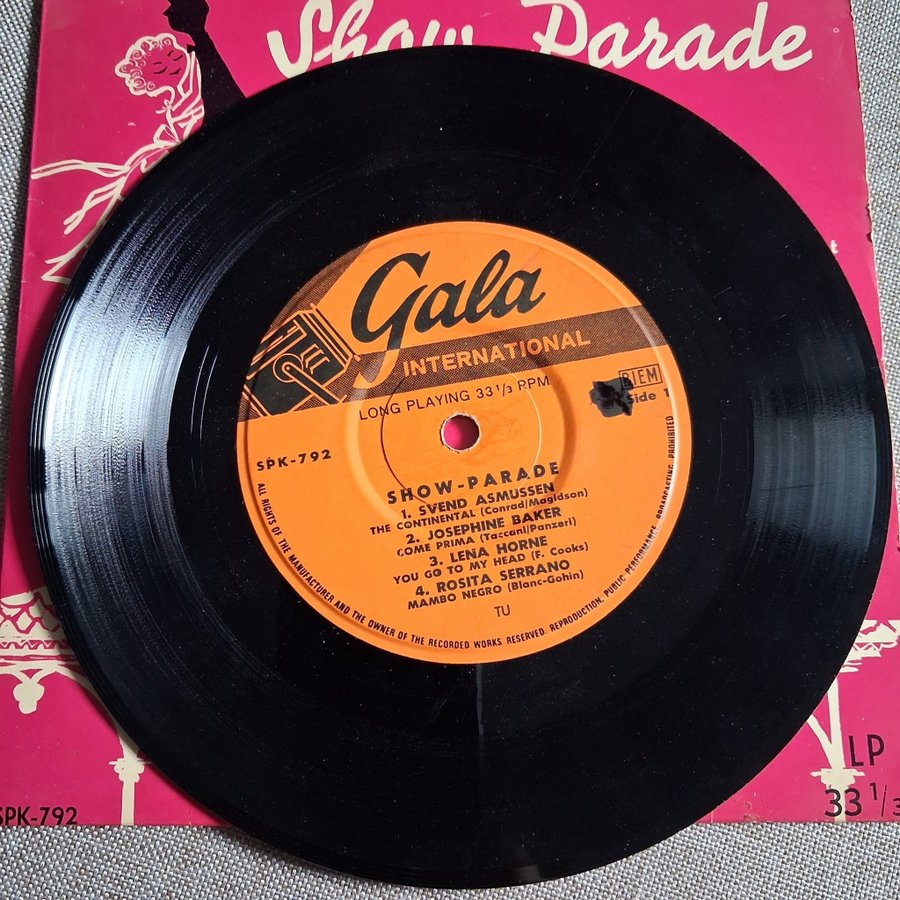 Show Parade
Gala
INTERNATIONAL
LONG PLAYING 33 1/3 RPM
BIEM
Side 1
SPK-792
SHOW-PARADE
1. SVEND ASMUSSEN
THE CONTINENTAL (Conrad/Magidson)
2. JOSEPHINE BAKER
COME PRIMA (Taccani/Panzeri)
3. LENA HORNE
YOU GO TO MY HEAD (F. Cooks)
4. ROSITA SERRANO
MAMBO NEGRO (Blanc-Gohin)
TU
ALL RIGHTS OF THE MANUFACTURER AND THE OWNER OF THE RECORDED WORKS RESERVED. REPRODUCTION, PUBLIC PERFORMANCE, BROADCASTING PROHIBITED
LP
33 1/3
SPK-792